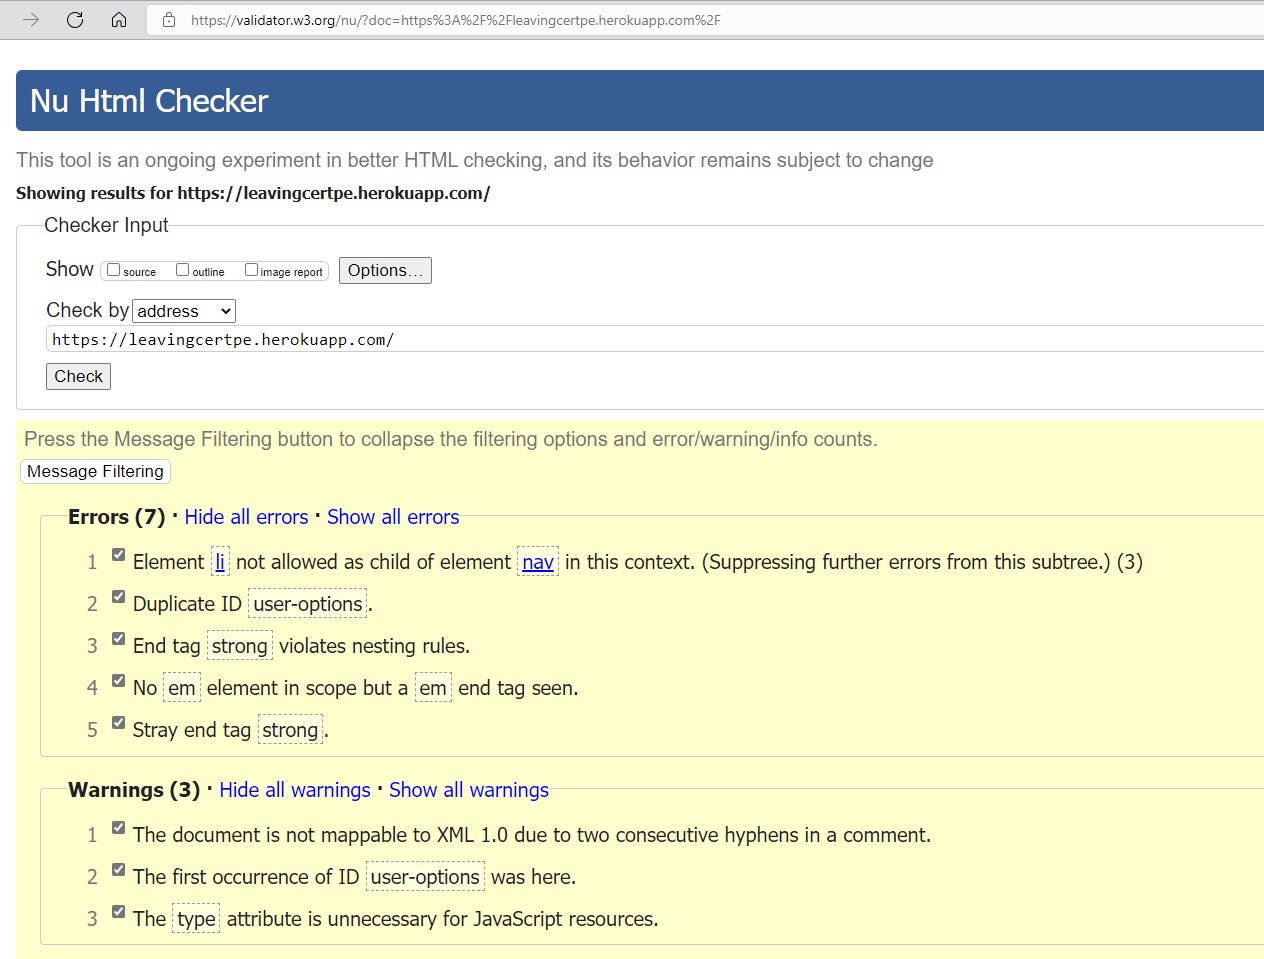 https://validator.w3.org/nu/?doc=https%3A%2F%2Fleavingcertpe.herokuapp.com%2F
Nu Html Checker
This tool is an ongoing experiment in better HTML checking, and its behavior remains subject to change
Showing results for https://leavingcertpe.herokuapp.com/
Checker Input
Show source outline image report Options...
Check by address
https://leavingcertpe.herokuapp.com/
Check
Press the Message Filtering button to collapse the filtering options and error/warning/info counts.
Message Filtering
Errors (7) · Hide all errors · Show all errors
1 Element li not allowed as child of element nav in this context. (Suppressing further errors from this subtree.) (3)
2 Duplicate ID user-options.
3 End tag strong violates nesting rules.
4 No em element in scope but a em end tag seen.
5 Stray end tag strong.
Warnings (3) · Hide all warnings · Show all warnings
1 The document is not mappable to XML 1.0 due to two consecutive hyphens in a comment.
2 The first occurrence of ID user-options was here.
3 The type attribute is unnecessary for JavaScript resources.